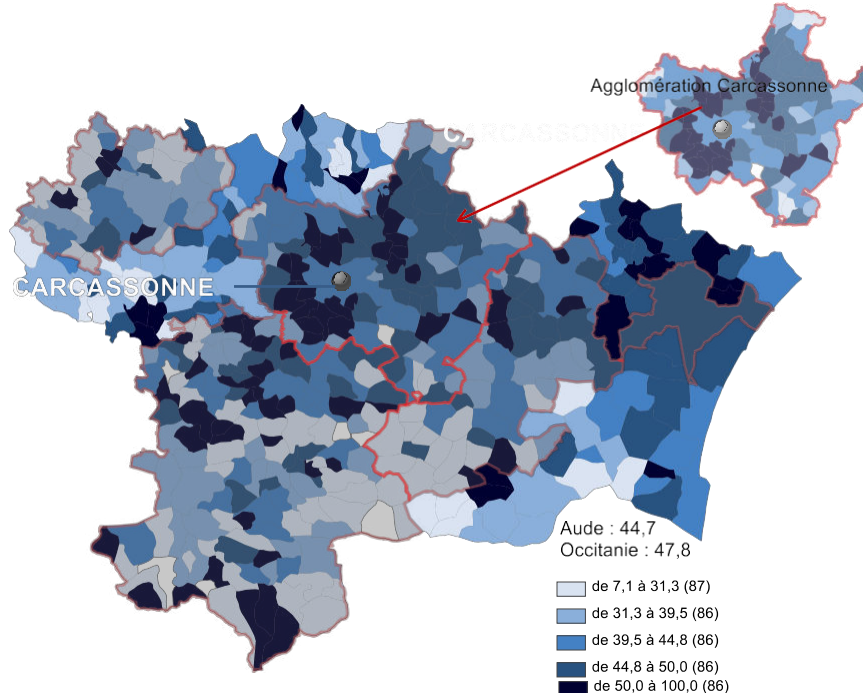 Agglomération Carcassonne
CARCASSONNE
CARCASSONNE
Aude : 44,7
Occitanie : 47,8
de 7,1 à 31,3 (87)
de 31,3 à 39,5 (86)
de 39,5 à 44,8 (86)
de 44,8 à 50,0 (86)
de 50,0 à 100,0 (86)